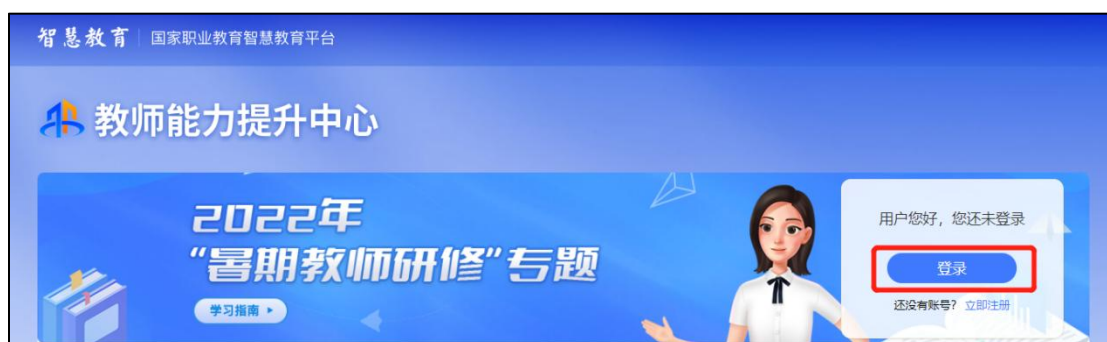 智慧教育 国家职业教育智慧教育平台
教师能力提升中心
2022年
“暑期教师研修”专题
学习指南
用户您好，您还未登录
登录
还没有账号？ 立即注册